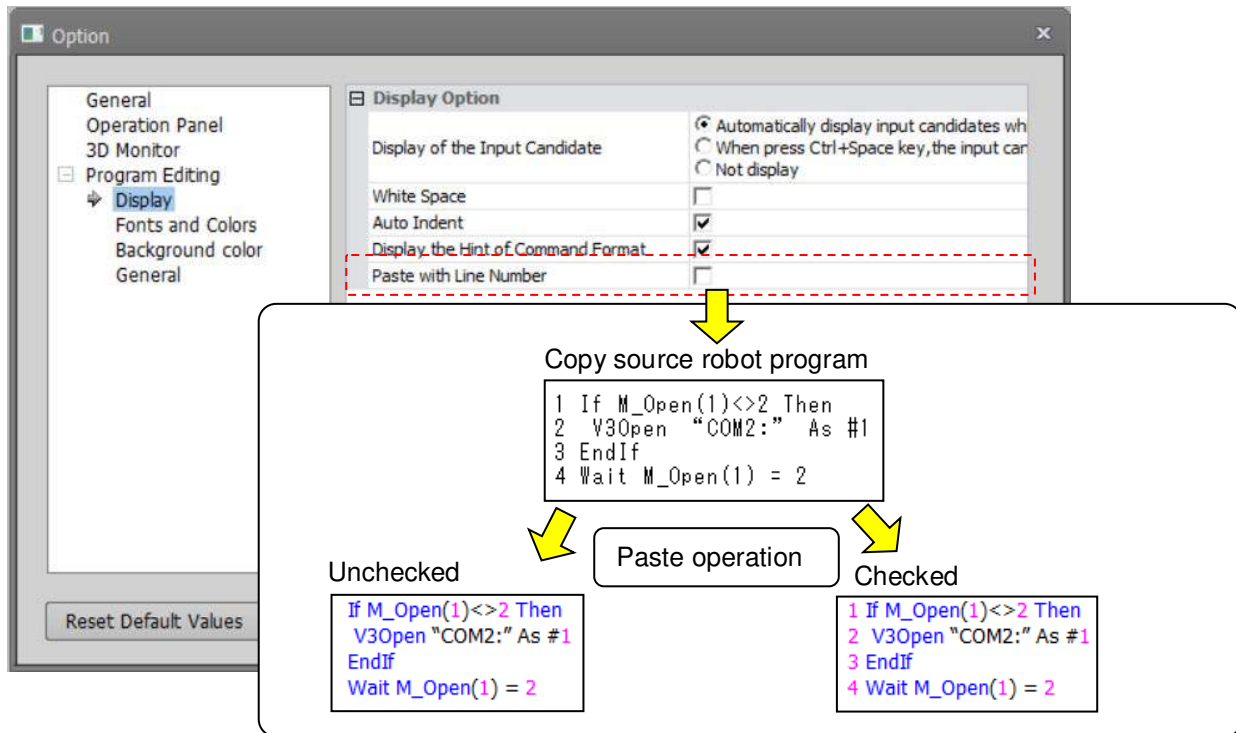 Option
General
Operation Panel
3D Monitor
Program Editing
Display
Fonts and Colors
Background color
General
Reset Default Values
Display Option
Display of the Input Candidate
Automatically display input candidates wh
When press Ctrl+Space key,the input car
Not display
White Space
Auto Indent
Display the Hint of Command Format
Paste with Line Number
Copy source robot program
1 If M_Open(1)<>2 Then
2  V3Open “COM2:” As #1
3 EndIf
4 Wait M_Open(1) = 2
Paste operation
Unchecked
If M_Open(1)<>2 Then
V3Open “COM2:” As #1
EndIf
Wait M_Open(1) = 2
Checked
1 If M_Open(1)<>2 Then
2  V3Open “COM2:” As #1
3 EndIf
4 Wait M_Open(1) = 2